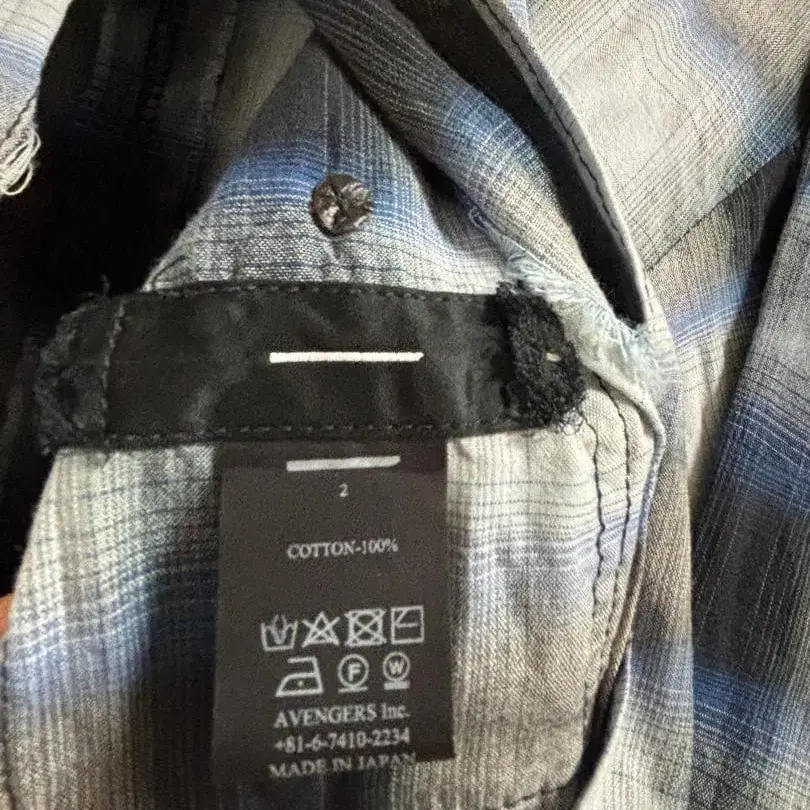 2
COTTON-100%
F W
AVENGERS Inc.
+81-6-7410-2234
MADE IN JAPAN